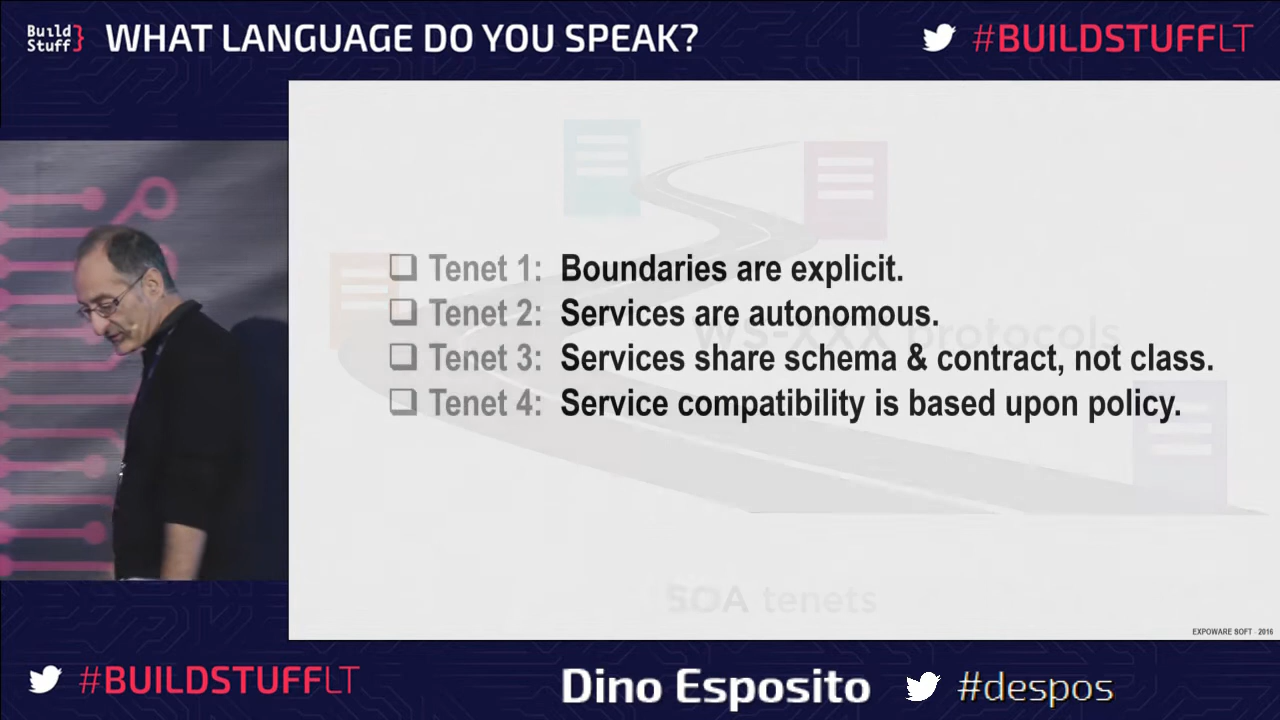 Build Stuff}
WHAT LANGUAGE DO YOU SPEAK?
#BUILDSTUFFLT
Tenet 1: Boundaries are explicit.
Tenet 2: Services are autonomous.
WS-XXX protocols
Tenet 3: Services share schema & contract, not class.
Tenet 4: Service compatibility is based upon policy.
SOA tenets
EXPOWARE SOFT - 2016
#BUILDSTUFFLT
Dino Esposito
#despos